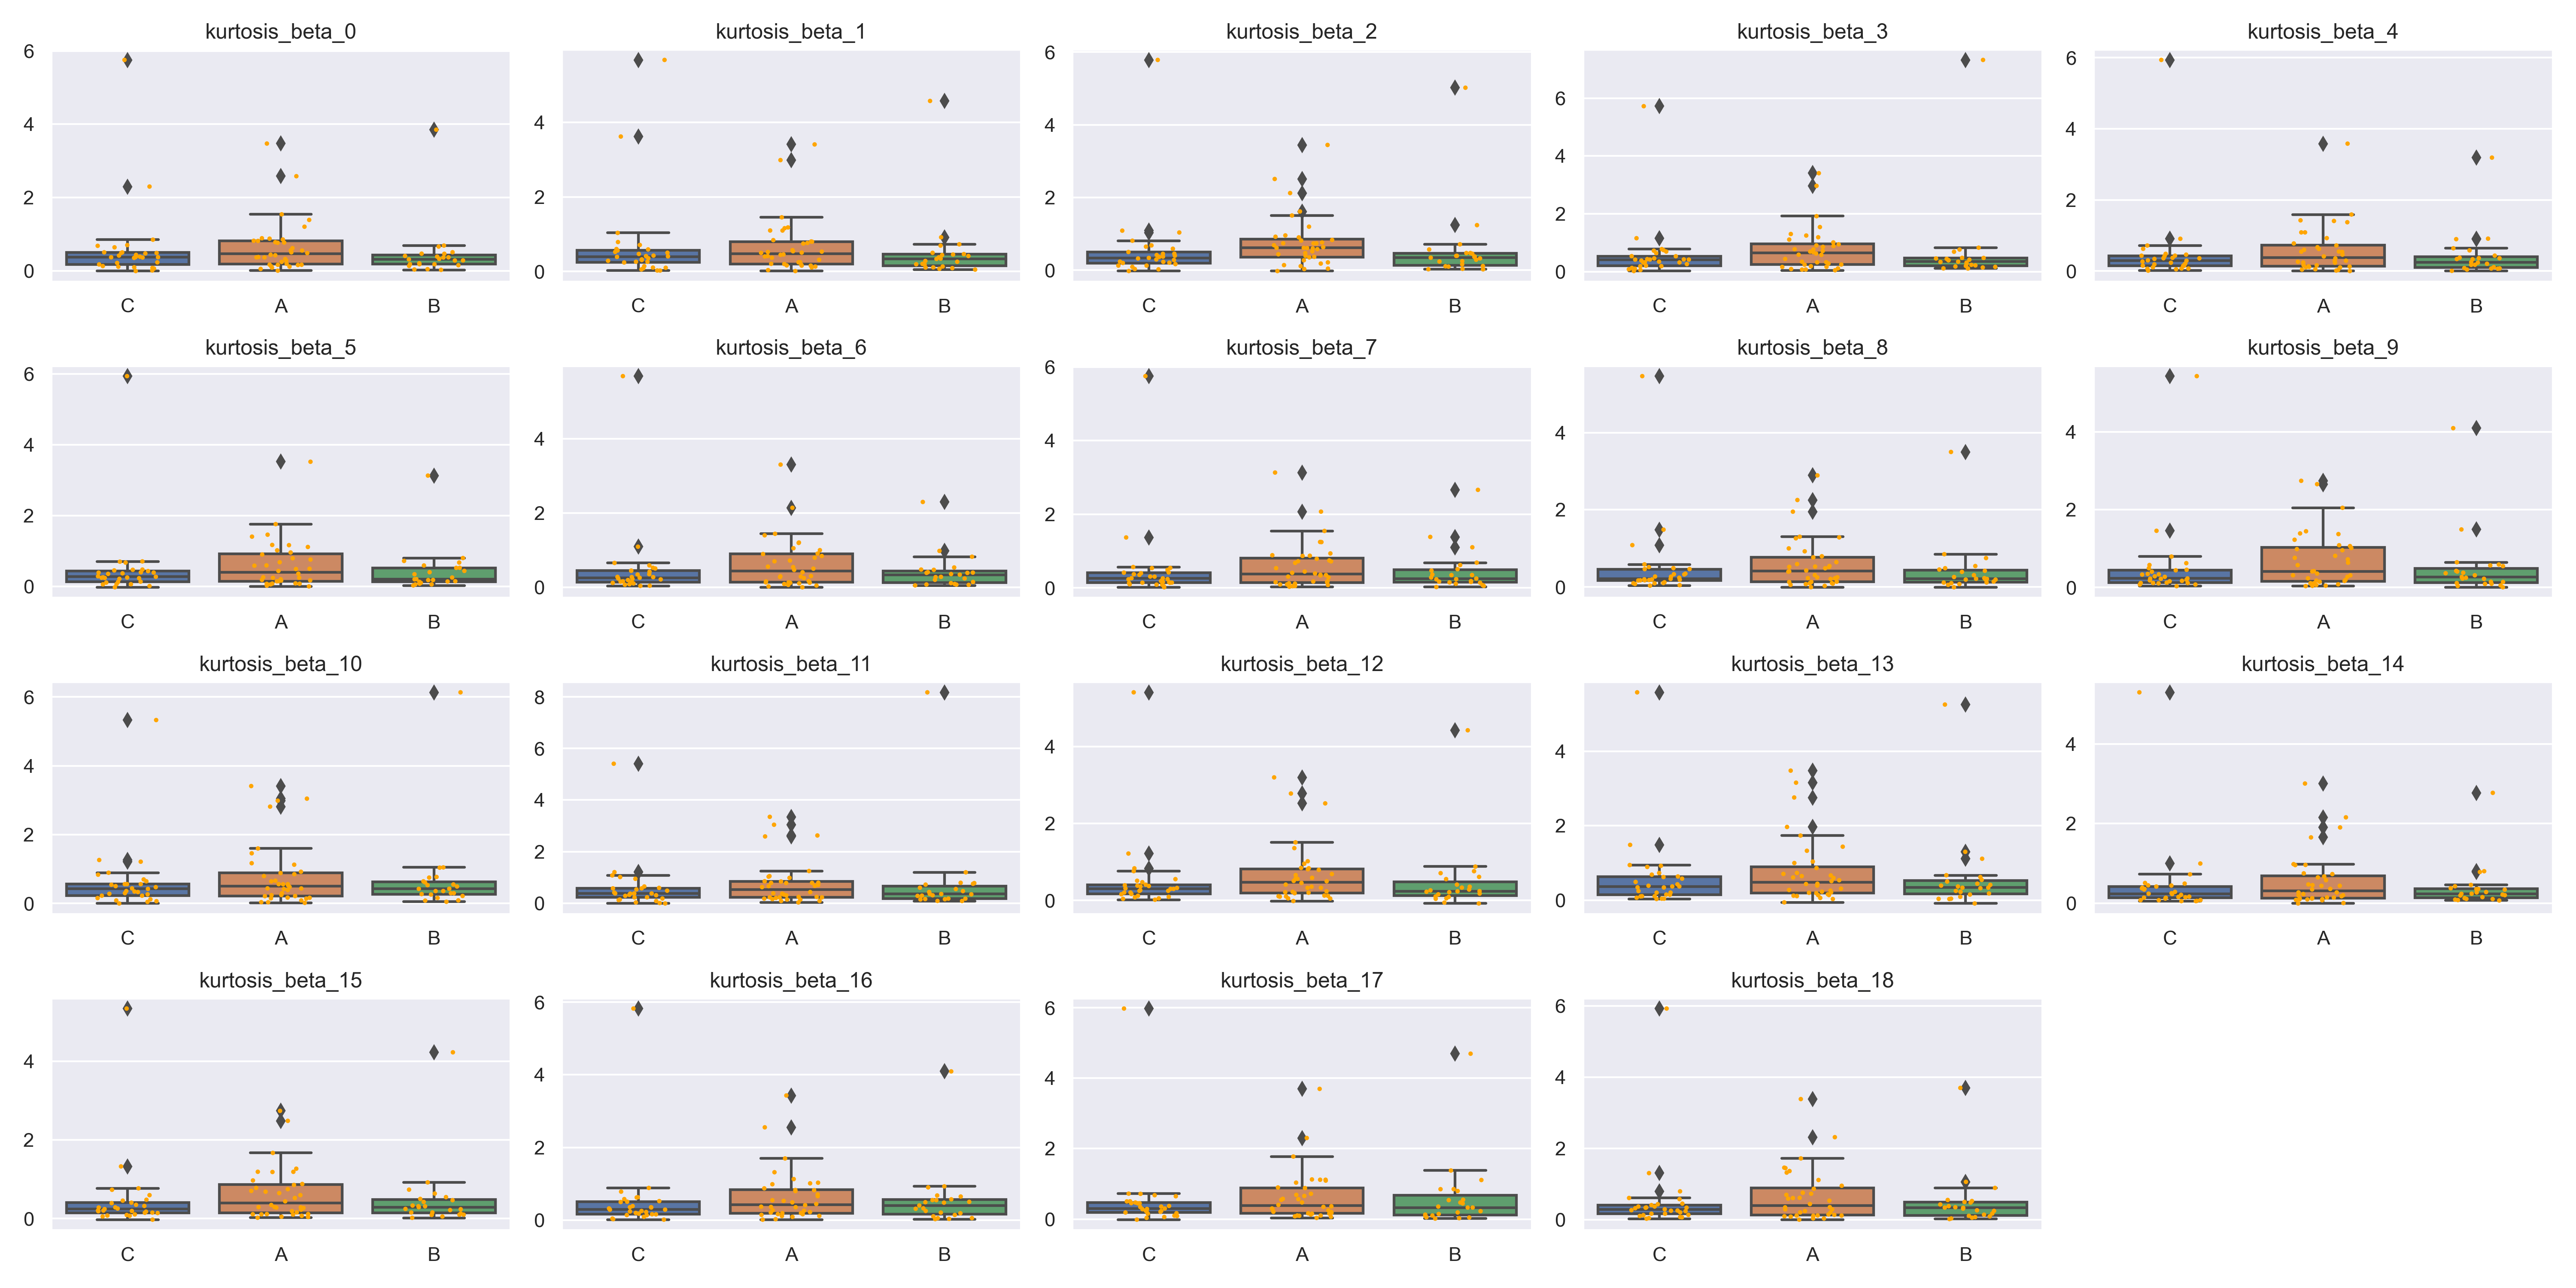 kurtosis_beta_0 kurtosis_beta_1 kurtosis_beta_2 kurtosis_beta_3 kurtosis_beta_4
6 4 2 0
4 2 0
6 4 2 0
6 4 2 0
6 4 2 0
C A B C A B C A B C A B C A B
kurtosis_beta_5 kurtosis_beta_6 kurtosis_beta_7 kurtosis_beta_8 kurtosis_beta_9
6 4 2 0
4 2 0
6 4 2 0
4 2 0
4 2 0
C A B C A B C A B C A B C A B
kurtosis_beta_10 kurtosis_beta_11 kurtosis_beta_12 kurtosis_beta_13 kurtosis_beta_14
6 4 2 0
8 6 4 2 0
4 2 0
4 2 0
4 2 0
C A B C A B C A B C A B C A B
kurtosis_beta_15 kurtosis_beta_16 kurtosis_beta_17 kurtosis_beta_18
4 2 0
6 4 2 0
6 4 2 0
6 4 2 0
C A B C A B C A B C A B